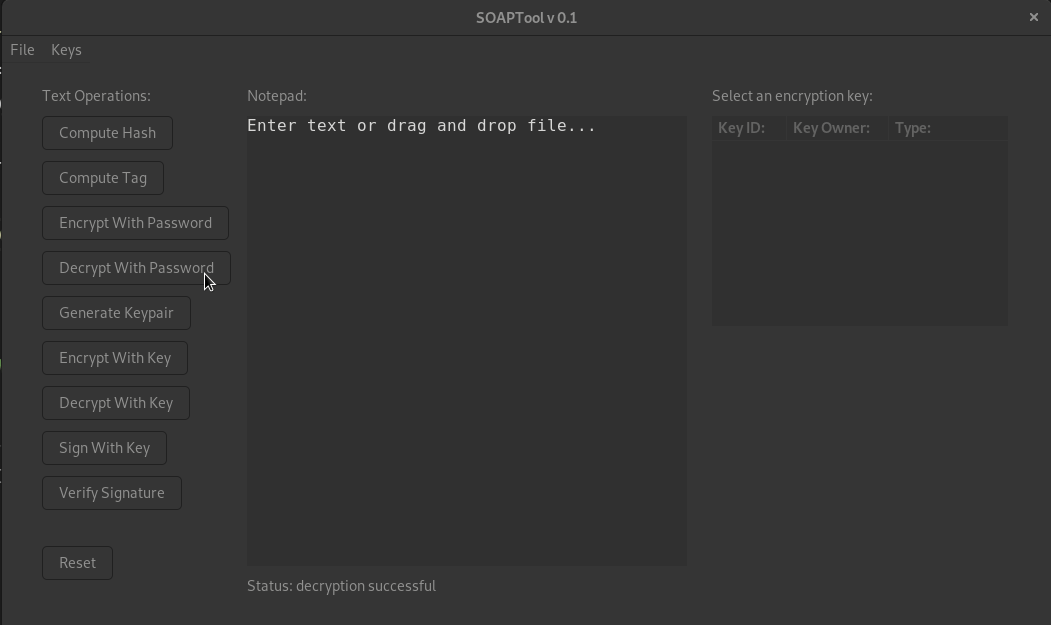 SOAPTool v 0.1
File Keys
Text Operations:
Compute Hash
Compute Tag
Encrypt With Password
Decrypt With Password
Generate Keypair
Encrypt With Key
Decrypt With Key
Sign With Key
Verify Signature
Reset
Notepad:
Enter text or drag and drop file...
Status: decryption successful
Select an encryption key:
Key ID: Key Owner: Type: